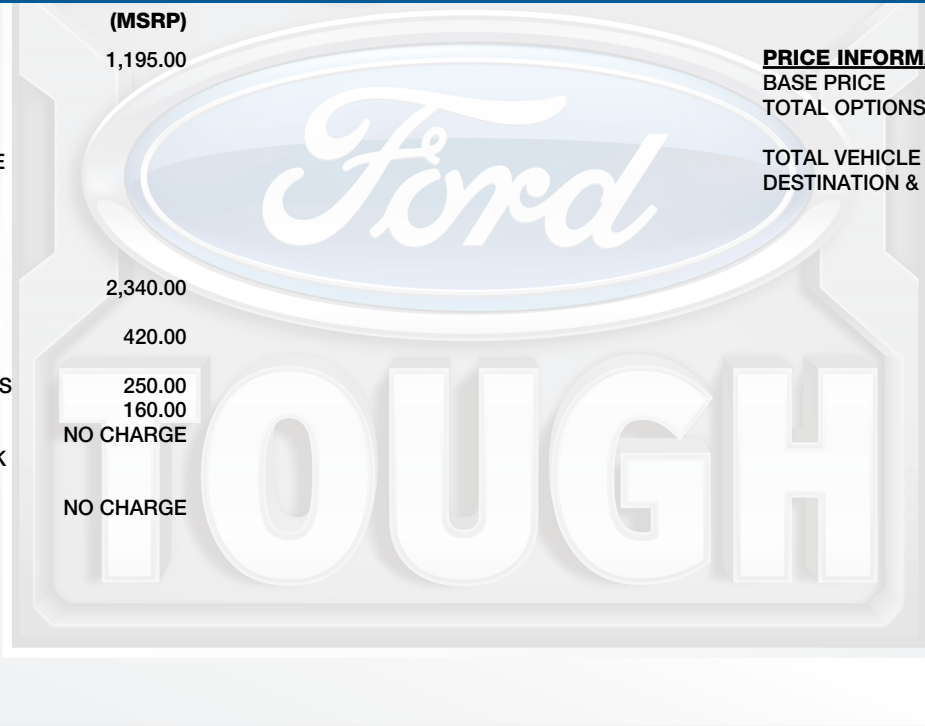 (MSRP)
1,195.00
E
2,340.00
420.00
S 250.00
160.00
NO CHARGE
K
NO CHARGE
PRICE INFORMA
BASE PRICE
TOTAL OPTIONS
TOTAL VEHICLE
DESTINATION &
Ford
TOUGH